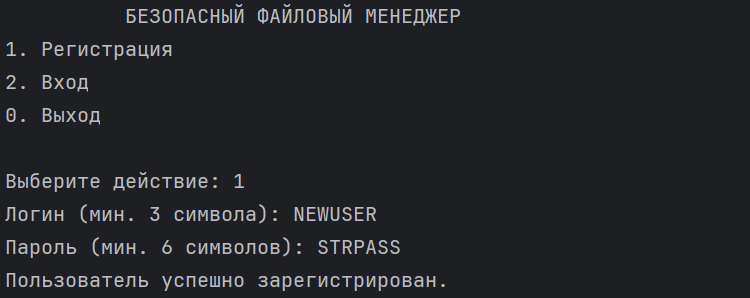 БЕЗОПАСНЫЙ ФАЙЛОВЫЙ МЕНЕДЖЕР
1. Регистрация
2. Вход
0. Выход
Выберите действие: 1
Логин (мин. 3 символа): NEWUSER
Пароль (мин. 6 символов): STRPASS
Пользователь успешно зарегистрирован.